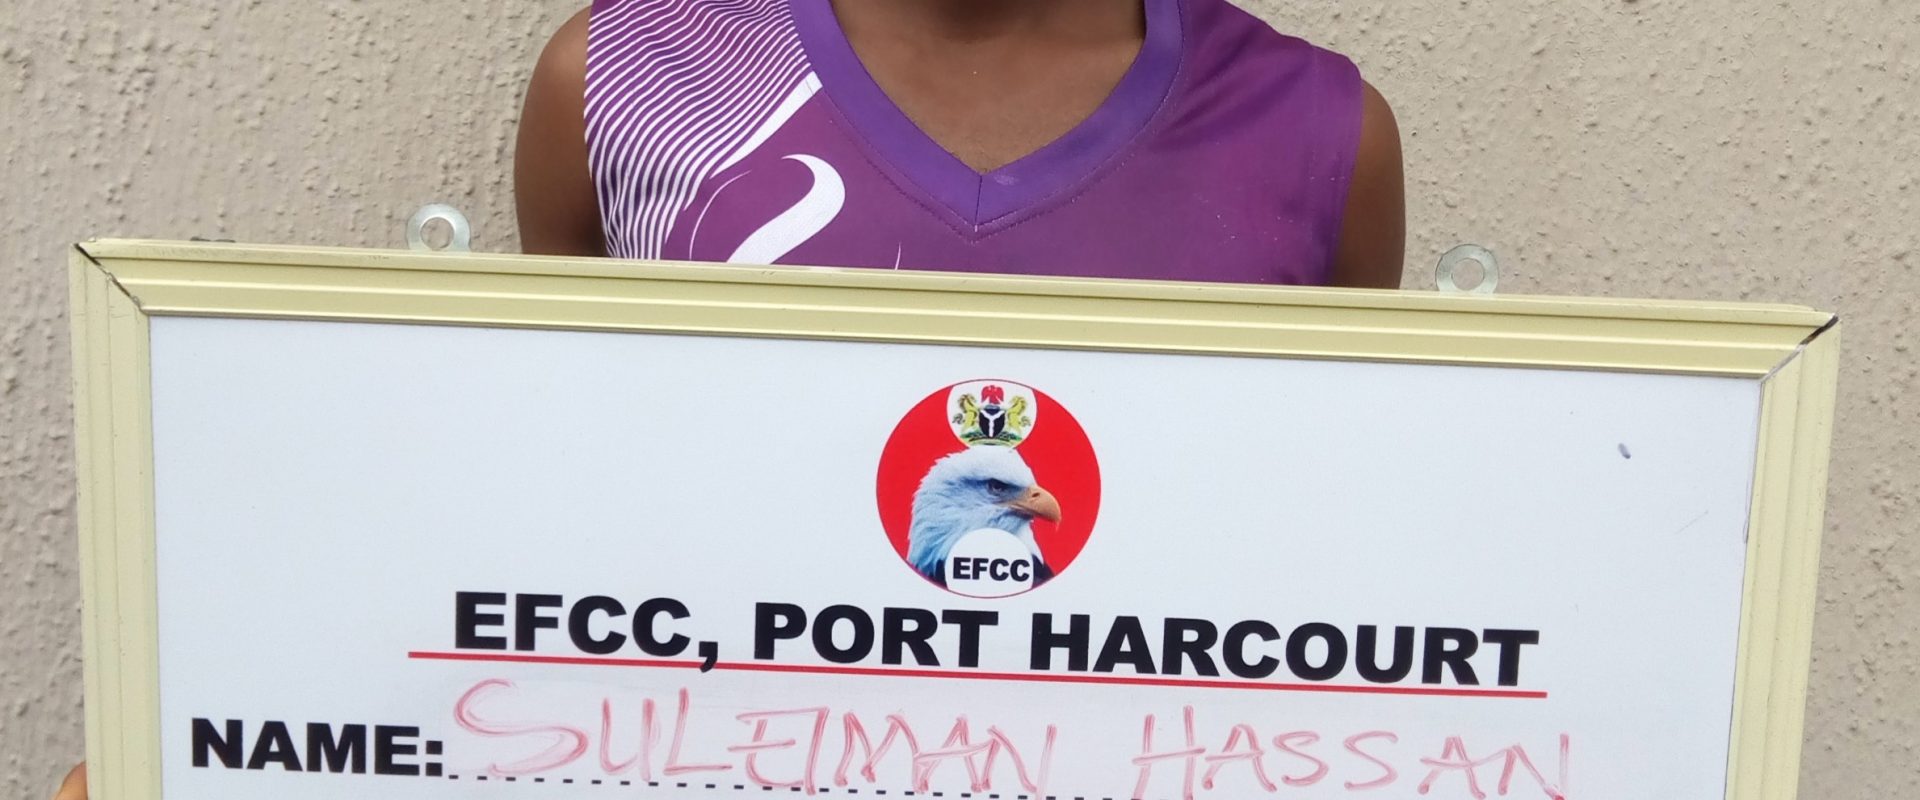 EFCC
EFCC, PORT HARCOURT
NAME: SULEIMAN HASSAN